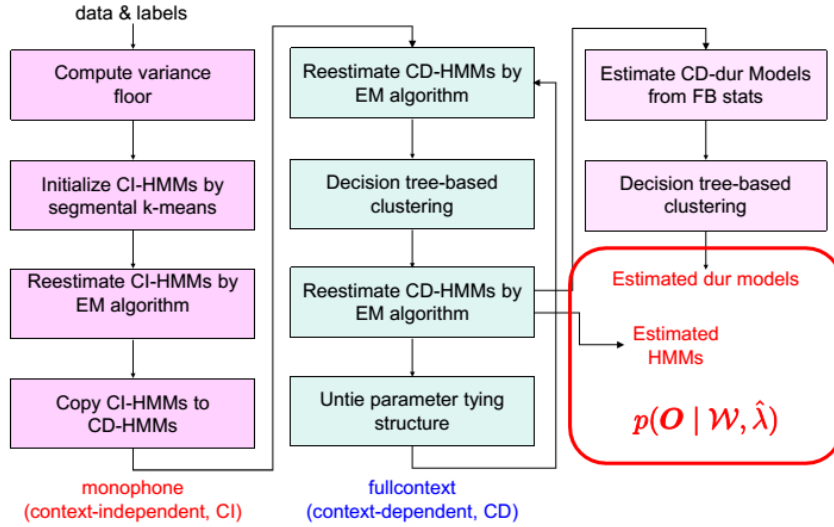 data & labels
Compute variance
floor
Initialize CI-HMMs by
segmental k-means
Reestimate CI-HMMs by
EM algorithm
Copy CI-HMMs to
CD-HMMs
monophone
(context-independent, CI)
Reestimate CD-HMMs by
EM algorithm
Decision tree-based
clustering
Reestimate CD-HMMs by
EM algorithm
Untie parameter tying
structure
fullcontext
(context-dependent, CD)
Estimate CD-dur Models
from FB stats
Decision tree-based
clustering
Estimated dur models
Estimated
HMMs
p(O | W, λ̂)